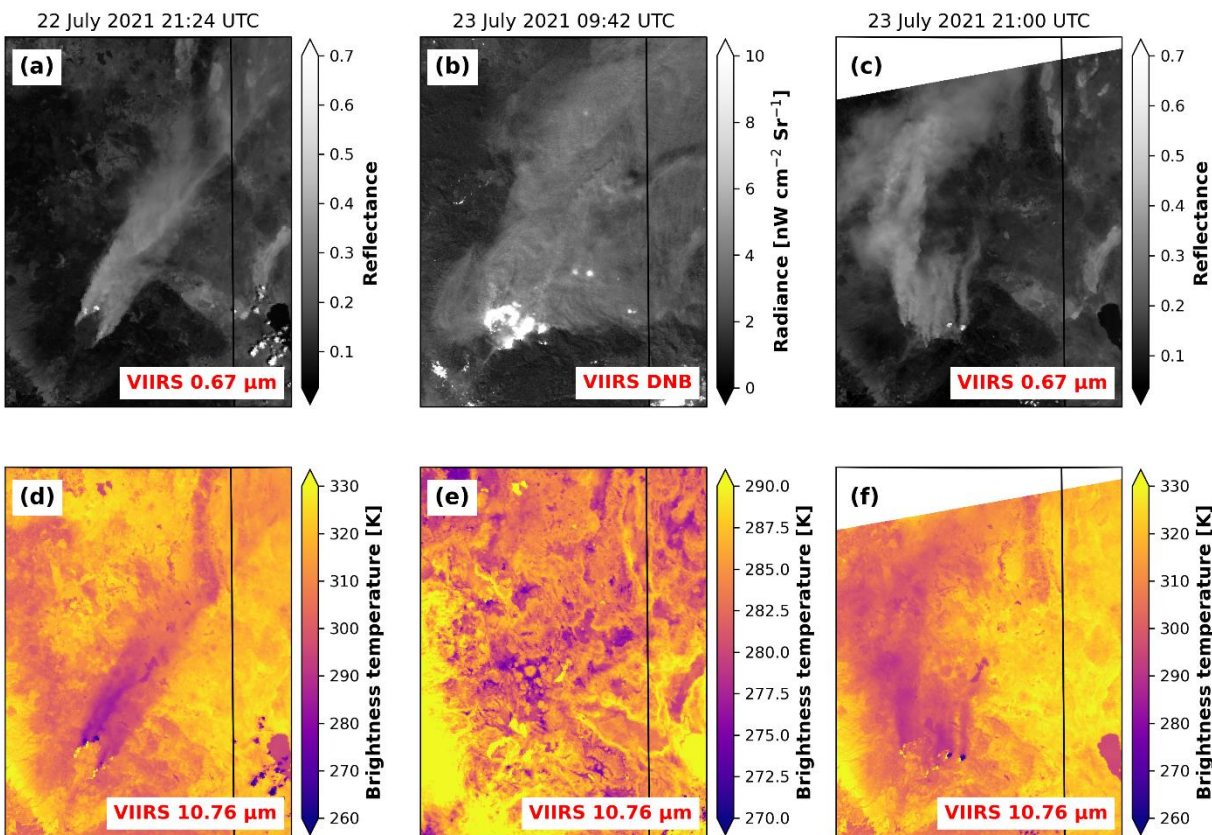 22 July 2021 21:24 UTC
23 July 2021 09:42 UTC
23 July 2021 21:00 UTC
(a)
0.7
0.6
0.5
0.4
0.3
0.2
0.1
Reflectance
VIIRS 0.67 μm
(b)
10
8
6
4
2
0
Radiance [nW cm⁻² Sr⁻¹]
VIIRS DNB
(c)
0.7
0.6
0.5
0.4
0.3
0.2
0.1
Reflectance
VIIRS 0.67 μm
(d)
330
320
310
300
290
280
270
260
Brightness temperature [K]
VIIRS 10.76 μm
(e)
290.0
287.5
285.0
282.5
280.0
277.5
275.0
272.5
270.0
Brightness temperature [K]
VIIRS 10.76 μm
(f)
330
320
310
300
290
280
270
260
Brightness temperature [K]
VIIRS 10.76 μm